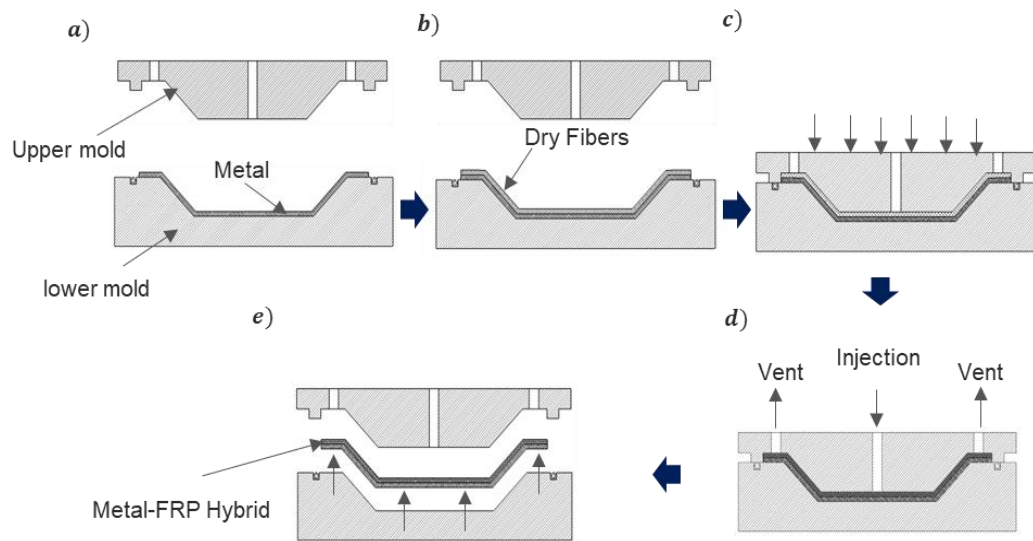 a)
b)
c)
Upper mold
Dry Fibers
Metal
lower mold
e)
d)
Injection
Vent
Vent
Metal-FRP Hybrid